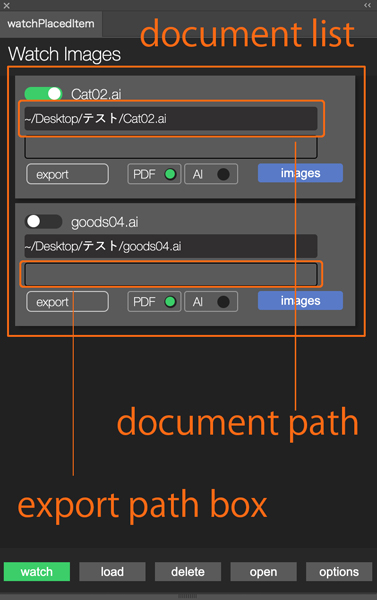 watchPlacedItem
document list
Watch Images
Cat02.ai
~/Desktop/テスト/Cat02.ai
export PDF AI images
goods04.ai
~/Desktop/テスト/goods04.ai
export PDF AI images
document path
export path box
watch load delete open options